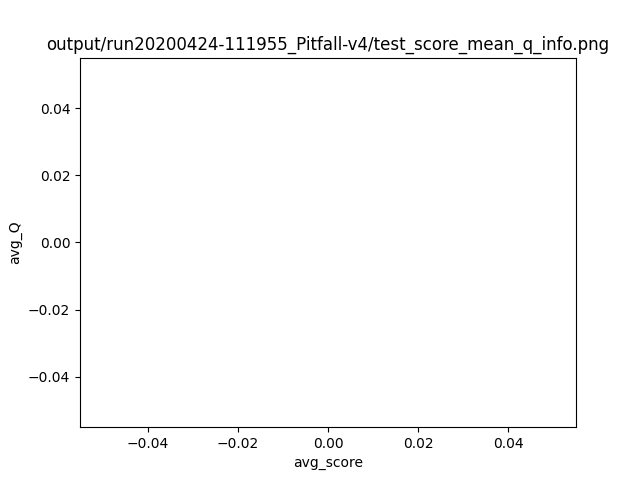 output/run20200424-111955_Pitfall-v4/test_score_mean_q_info.png
0.04
0.02
0.00
−0.02
−0.04
avg_Q
−0.04 −0.02 0.00 0.02 0.04
avg_score